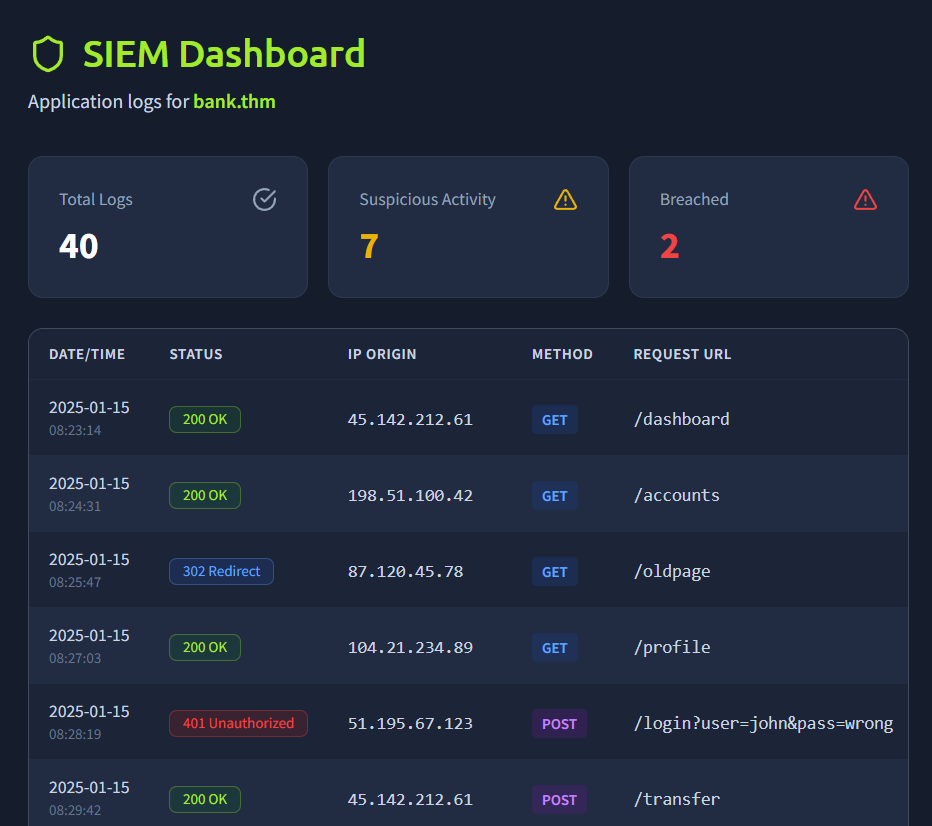 SIEM Dashboard
Application logs for bank.thm
Total Logs
40
Suspicious Activity
7
Breached
2
DATE/TIME STATUS IP ORIGIN METHOD REQUEST URL
2025-01-15
08:23:14
200 OK 45.142.212.61 GET /dashboard
2025-01-15
08:24:31
200 OK 198.51.100.42 GET /accounts
2025-01-15
08:25:47
302 Redirect 87.120.45.78 GET /oldpage
2025-01-15
08:27:03
200 OK 104.21.234.89 GET /profile
2025-01-15
08:28:19
401 Unauthorized 51.195.67.123 POST /login?user=john&pass=wrong
2025-01-15
08:29:42
200 OK 45.142.212.61 POST /transfer